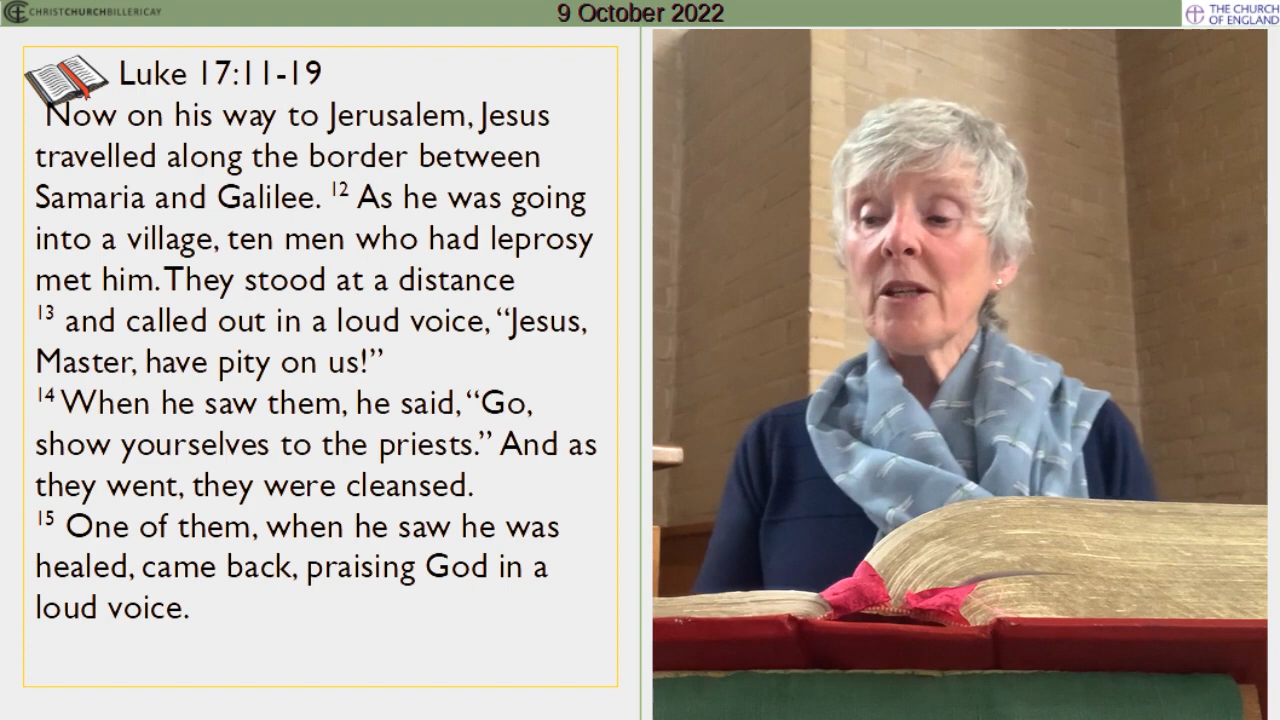 CHRISTCHURCHBILLERICAY
9 October 2022
THE CHURCH
OF ENGLAND
Luke 17:11-19
Now on his way to Jerusalem, Jesus
travelled along the border between
Samaria and Galilee. 12 As he was going
into a village, ten men who had leprosy
met him. They stood at a distance
13 and called out in a loud voice, “Jesus,
Master, have pity on us!”
14 When he saw them, he said, “Go,
show yourselves to the priests.” And as
they went, they were cleansed.
15 One of them, when he saw he was
healed, came back, praising God in a
loud voice.